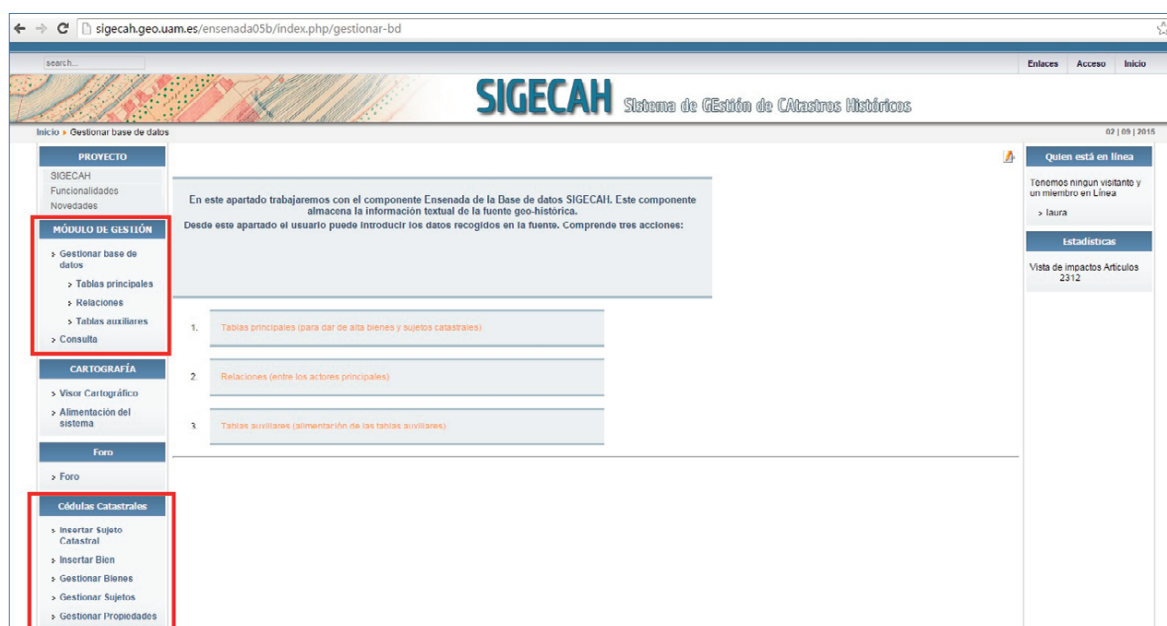 sigecah.geo.uam.es/ensenada05b/index.php/gestionar-bd
search...
Enlaces Acceso Inicio
SIGECAH Sistema de GEstión de CAtastros Históricos
Inicio Gestionar base de datos
02 | 09 | 2015
PROYECTO
SIGECAH
Funcionalidades
Novedades
MÓDULO DE GESTIÓN
Gestionar base de
datos
Tablas principales
Relaciones
Tablas auxiliares
Consulta
CARTOGRAFÍA
Visor Cartográfico
Alimentación del
sistema
Foro
Foro
Cédulas Catastrales
Insertar Sujeto
Catastral
Insertar Bien
Gestionar Bienes
Gestionar Sujetos
Gestionar Propiedades
En este apartado trabajaremos con el componente Ensenada de la Base de datos SIGECAH. Este componente
almacena la información textual de la fuente geo-histórica.
Desde este apartado el usuario puede introducir los datos recogidos en la fuente. Comprende tres acciones:
1. Tablas principales (para dar de alta bienes y sujetos catastrales)
2. Relaciones (entre los actores principales)
3. Tablas auxiliares (alimentación de las tablas auxiliares)
Quien está en línea
Tenemos ningun visitante y
un miembro en Línea
laura
Estadísticas
Vista de impactos Artículos
2312